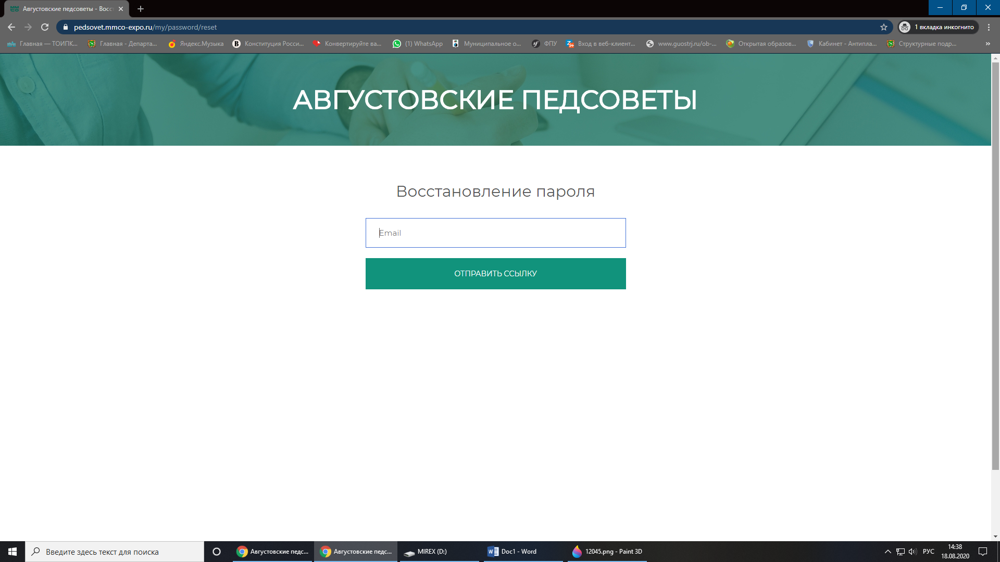 Августовские педсоветы - Восст
pedsovet.mmco-expo.ru/my/password/reset
1 вкладка инкогнито
Главная — ТОИПК...
Главная - Департа...
Яндекс.Музыка
Конституция Росси...
Конвертируйте ва...
(1) WhatsApp
Муниципальное о...
ФПУ
Вход в веб-клиент...
www.guostrj.ru/ob-...
Открытая образов...
Кабинет - Антипла...
Структурные подр...
АВГУСТОВСКИЕ ПЕДСОВЕТЫ
Восстановление пароля
Email
ОТПРАВИТЬ ССЫЛКУ
Введите здесь текст для поиска
Августовские педс...
Августовские педс...
MIREX (D:)
Doc1 - Word
12045.png - Paint 3D
РУС
14:38
18.08.2020